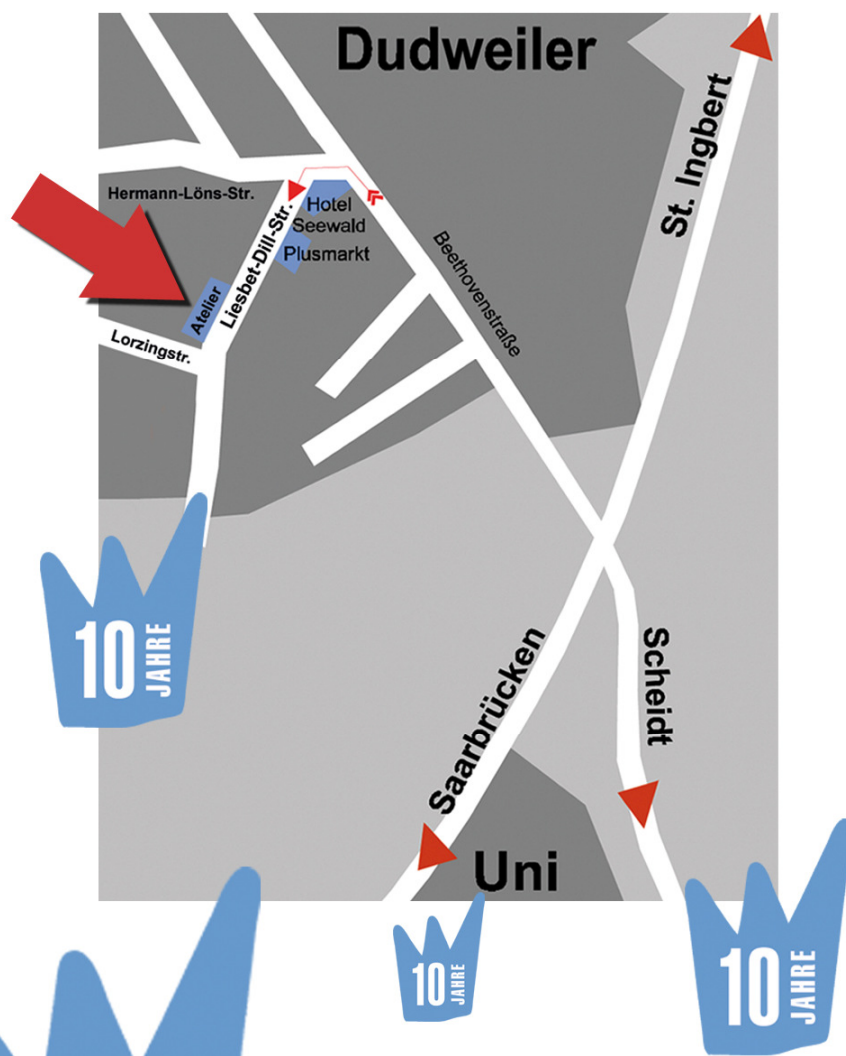 Dudweiler
St. Ingbert
Hermann-Löns-Str.
Hotel
Seewald
Plusmarkt
Liesbet-Dill-Str.
Beethovenstraße
Atelier
Lorzingstr.
10
JAHRE
Saarbrücken
Scheidt
Uni
10
JAHRE
10
JAHRE